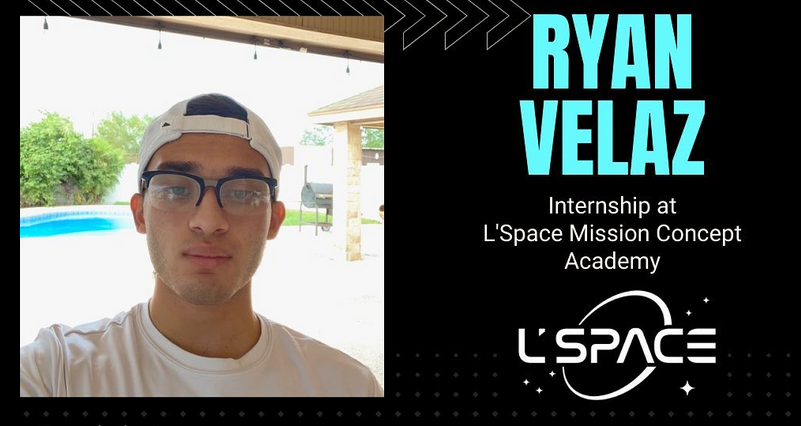 RYAN
VELAZ
Internship at
L'Space Mission Concept
Academy
L'SPACE